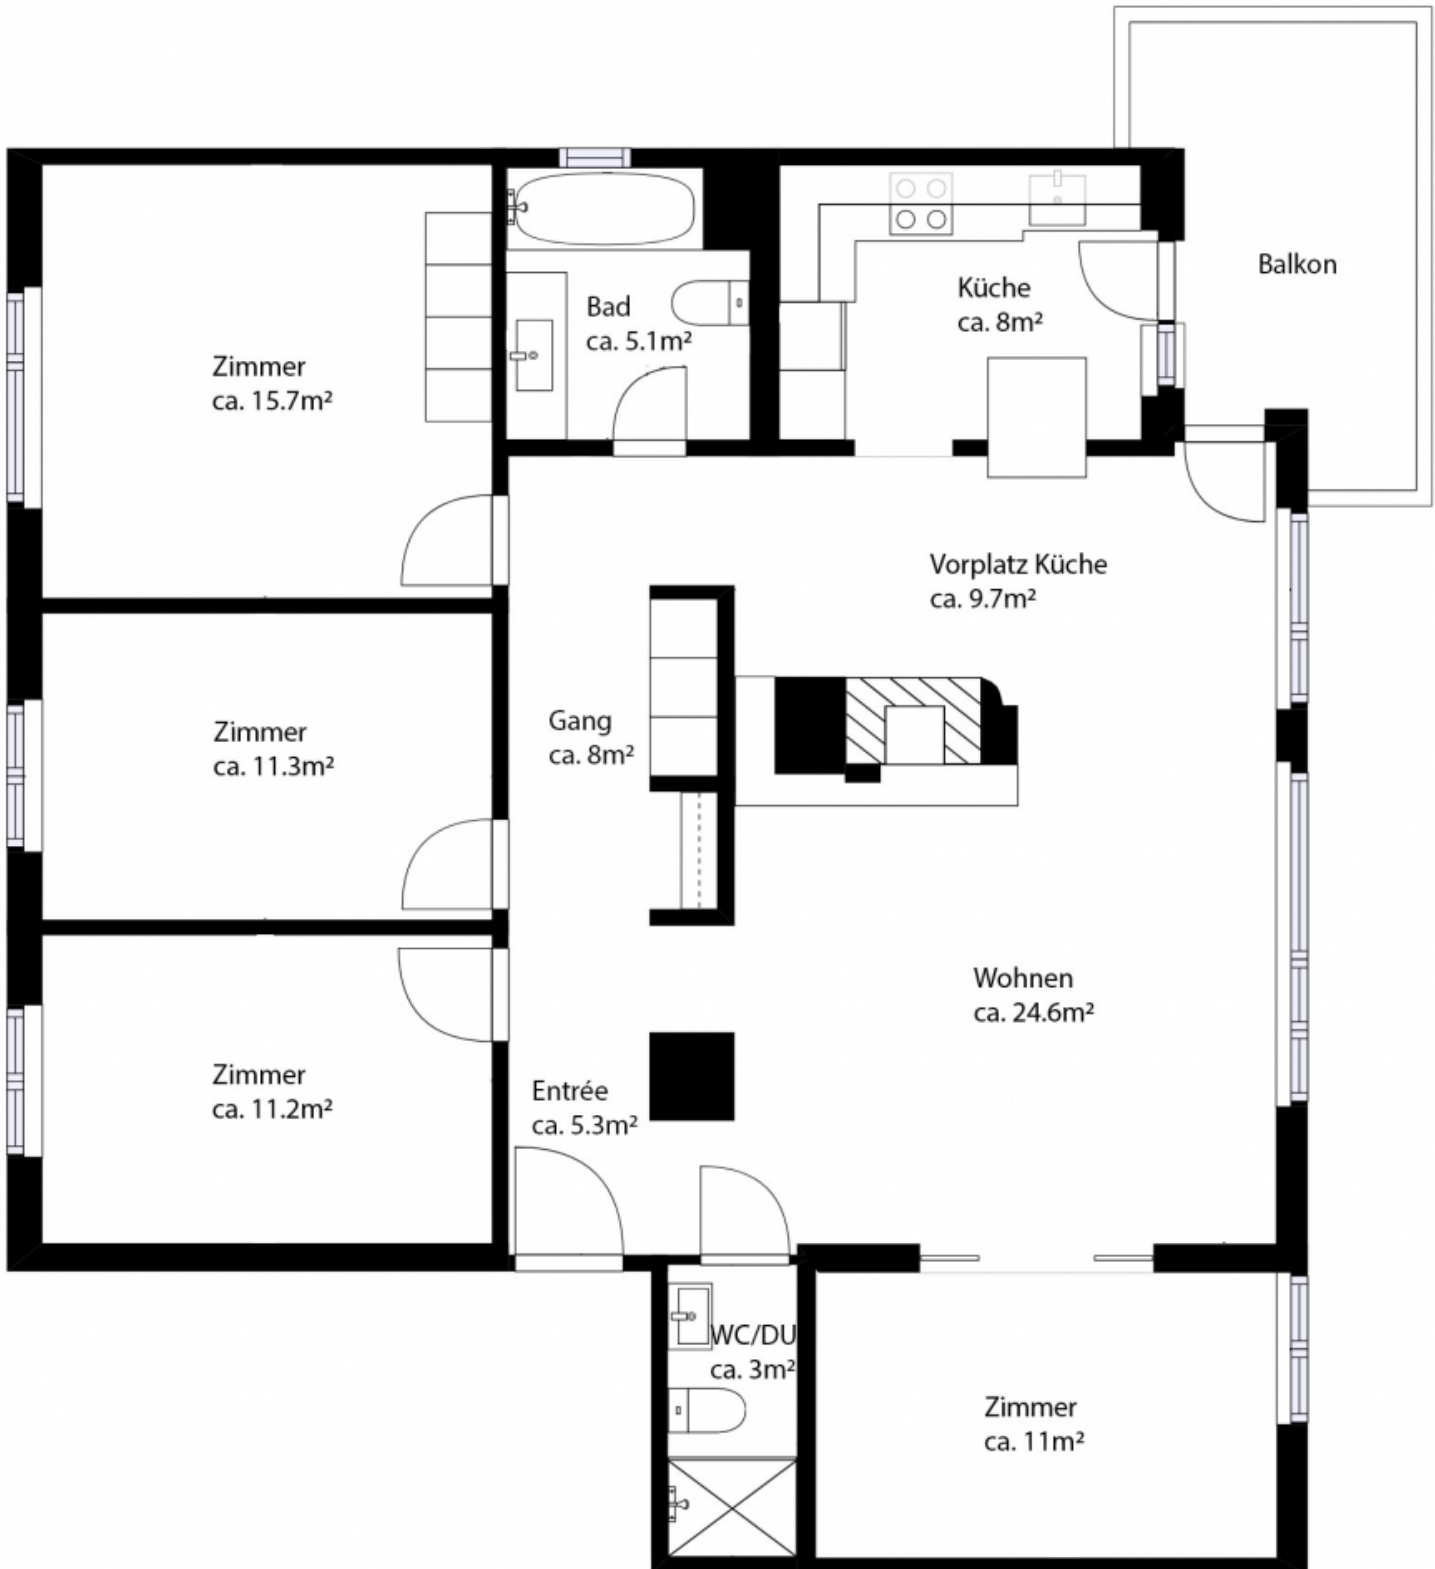 Balkon
Küche
ca. 8m²
Bad
ca. 5.1m²
Zimmer
ca. 15.7m²
Vorplatz Küche
ca. 9.7m²
Gang
ca. 8m²
Zimmer
ca. 11.3m²
Wohnen
ca. 24.6m²
Zimmer
ca. 11.2m²
Entrée
ca. 5.3m²
WC/DU
ca. 3m²
Zimmer
ca. 11m²